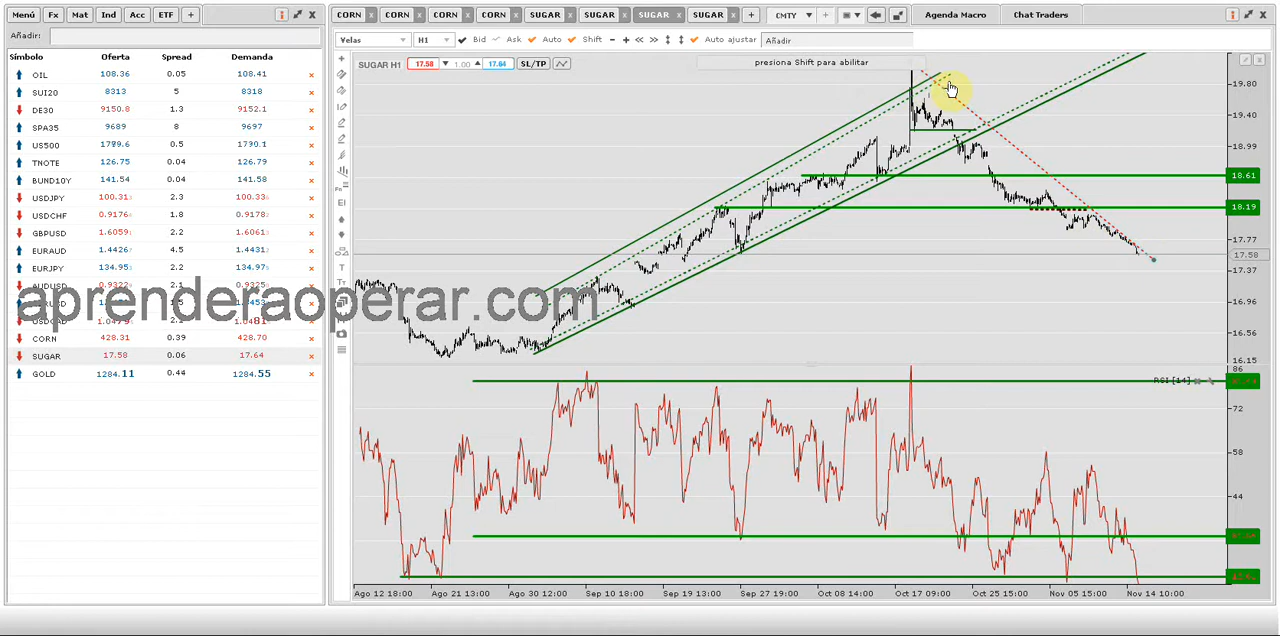 Menú Fx Mat Ind Acc ETF +
Añadir:
Símbolo Oferta Spread Demanda
OIL 108.36 0.05 108.41
SUI20 8313 5 8318
DE30 9150.8 1.3 9152.1
SPA35 9689 8 9697
US500 1789.6 0.5 1790.1
TNOTE 126.75 0.04 126.79
BUND10Y 141.54 0.04 141.58
USDJPY 100.31 2.3 100.33
USDCHF 0.9176 1.8 0.9178
GBPUSD 1.6059 2.2 1.6061
EURAUD 1.4426 4.5 1.4431
EURJPY 134.95 2.2 134.97
aprenderaoperar.com
CORN 428.31 0.39 428.70
SUGAR 17.58 0.06 17.64
GOLD 1284.11 0.44 1284.55
CORN CORN CORN CORN SUGAR SUGAR SUGAR SUGAR + CMTY + Agenda Macro Chat Traders
Velas H1 Bid Ask Auto Shift Auto ajustar Añadir
SUGAR H1 17.58 1.00 17.64 SL/TP presiona Shift para abilitar
19.80
19.40
18.99
18.61
18.19
17.77
17.58
17.37
16.96
16.56
16.15
86
RSI [14]
72
58
44
Ago 12 18:00 Ago 21 13:00 Ago 30 12:00 Sep 10 18:00 Sep 19 13:00 Sep 27 19:00 Oct 08 14:00 Oct 17 09:00 Oct 25 15:00 Nov 05 15:00 Nov 14 10:00